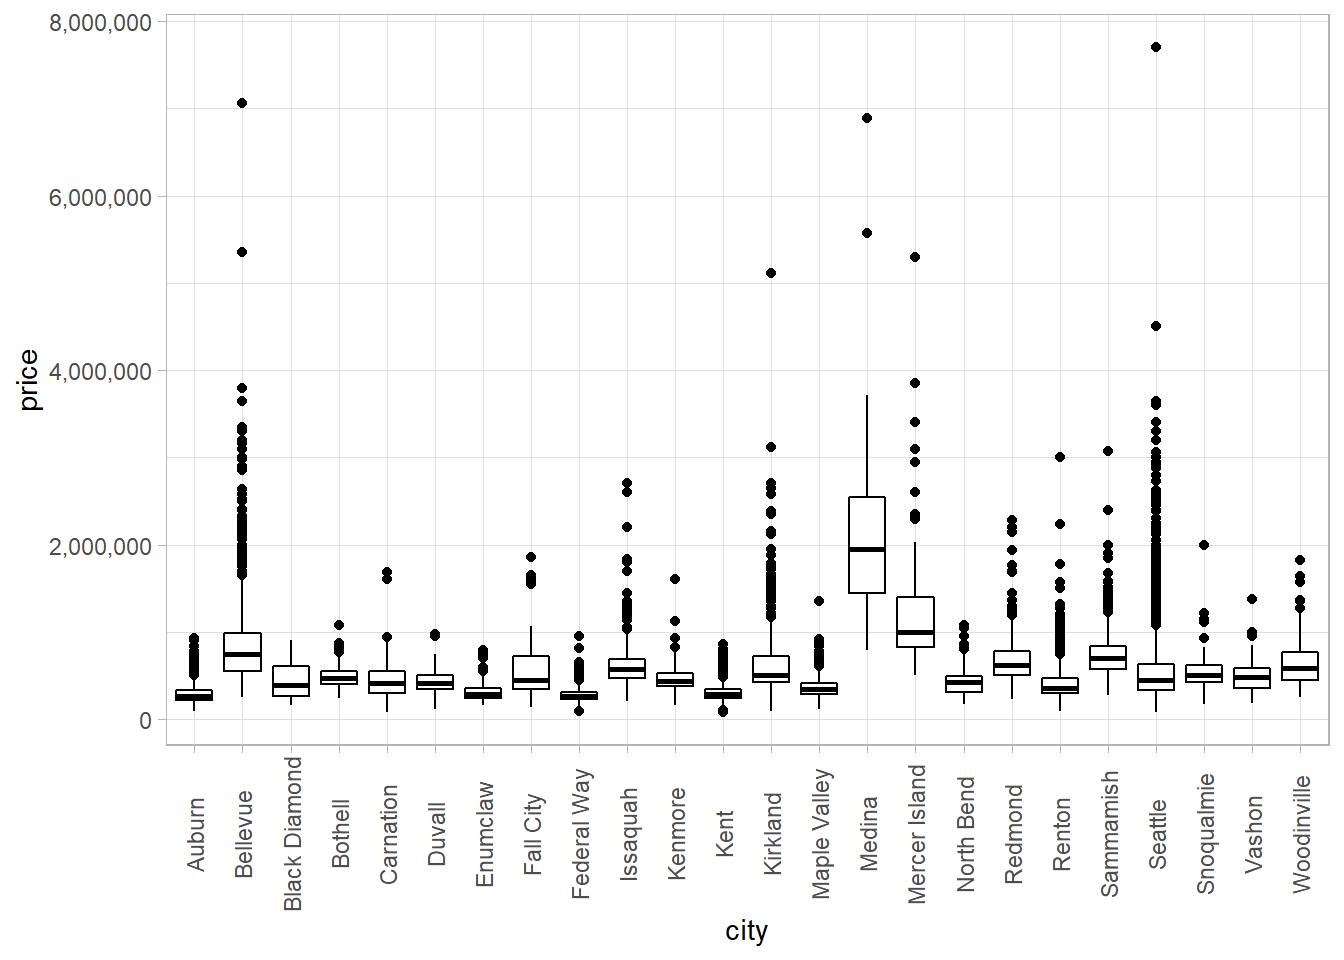 8,000,000
6,000,000
4,000,000
2,000,000
0
price
Auburn
Bellevue
Black Diamond
Bothell
Carnation
Duvall
Enumclaw
Fall City
Federal Way
Issaquah
Kenmore
Kent
Kirkland
Maple Valley
Medina
Mercer Island
North Bend
Redmond
Renton
Sammamish
Seattle
Snoqualmie
Vashon
Woodinville
city